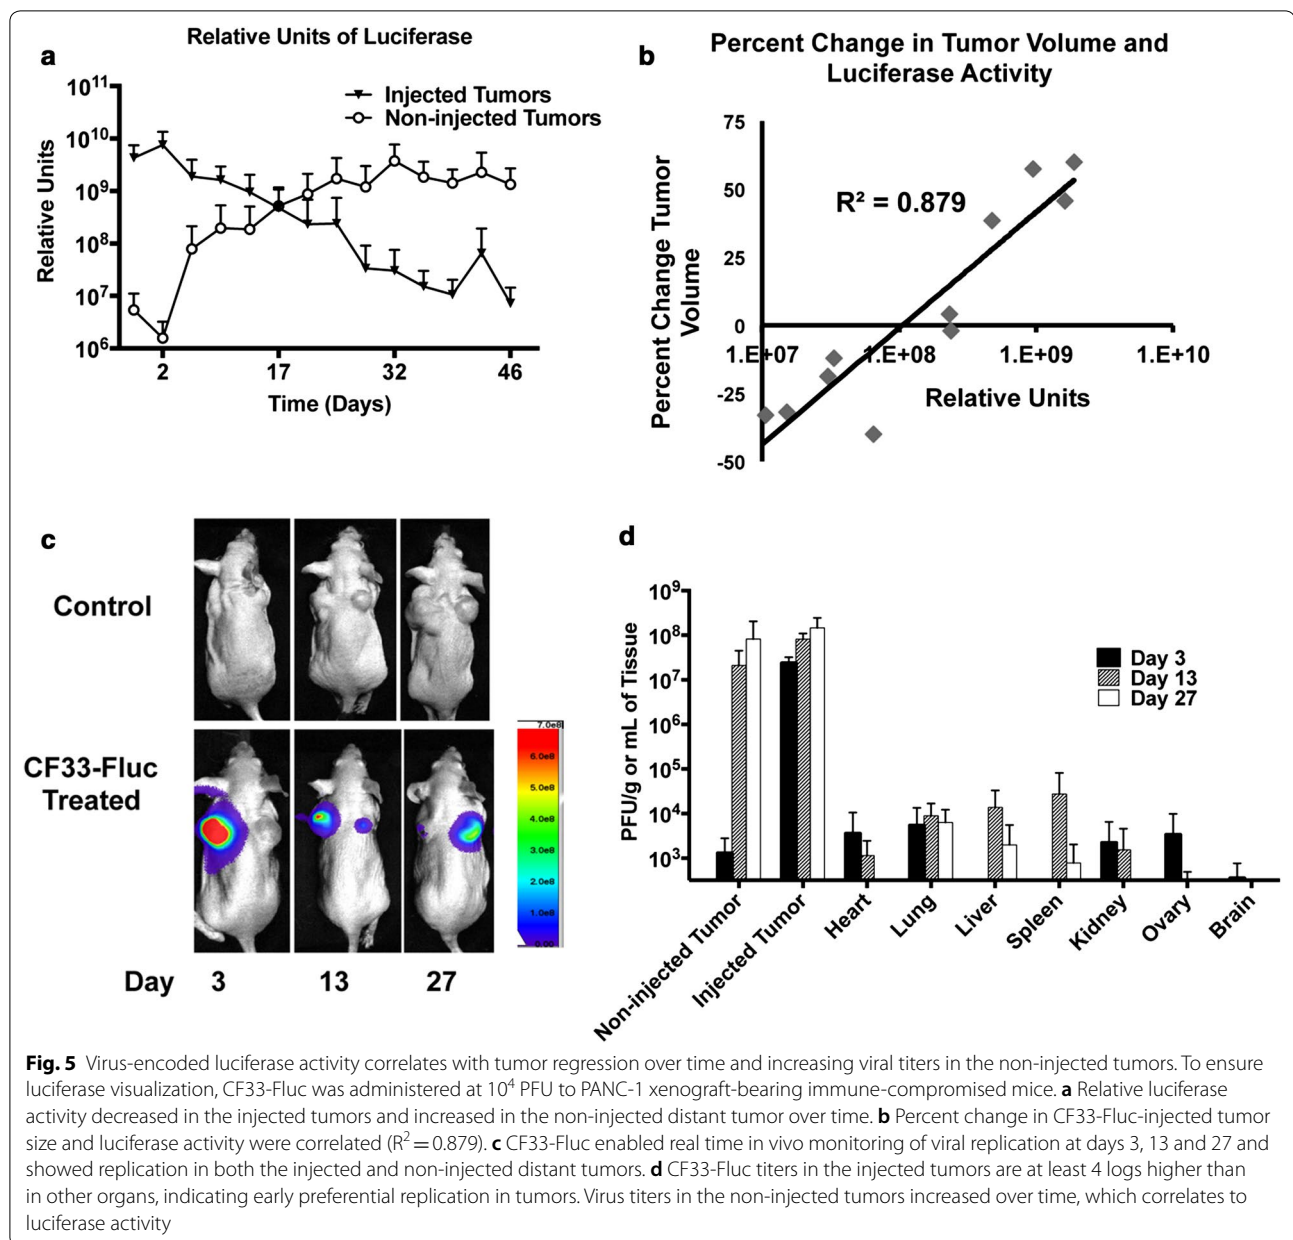 a
Relative Units of Luciferase
10¹¹
10¹⁰
10⁹
10⁸
10⁷
10⁶
Relative Units
Injected Tumors
Non-injected Tumors
2 17 32 46
Time (Days)
b
Percent Change in Tumor Volume and
Luciferase Activity
75
50
25
0
-25
-50
Percent Change Tumor
Volume
R² = 0.879
1.E+07 1.E+08 1.E+09 1.E+10
Relative Units
c
Control
CF33-Fluc
Treated
7.0e8
6.0e8
5.0e8
4.0e8
3.0e8
2.0e8
1.0e8
0.00
Day 3 13 27
d
10⁹
10⁸
10⁷
10⁶
10⁵
10⁴
10³
PFU/g or mL of Tissue
Day 3
Day 13
Day 27
Non-injected Tumor
Injected Tumor
Heart
Lung
Liver
Spleen
Kidney
Ovary
Brain
Fig. 5 Virus-encoded luciferase activity correlates with tumor regression over time and increasing viral titers in the non-injected tumors. To ensure
luciferase visualization, CF33-Fluc was administered at 10⁴ PFU to PANC-1 xenograft-bearing immune-compromised mice. a Relative luciferase
activity decreased in the injected tumors and increased in the non-injected distant tumor over time. b Percent change in CF33-Fluc-injected tumor
size and luciferase activity were correlated (R² = 0.879). c CF33-Fluc enabled real time in vivo monitoring of viral replication at days 3, 13 and 27 and
showed replication in both the injected and non-injected distant tumors. d CF33-Fluc titers in the injected tumors are at least 4 logs higher than
in other organs, indicating early preferential replication in tumors. Virus titers in the non-injected tumors increased over time, which correlates to
luciferase activity